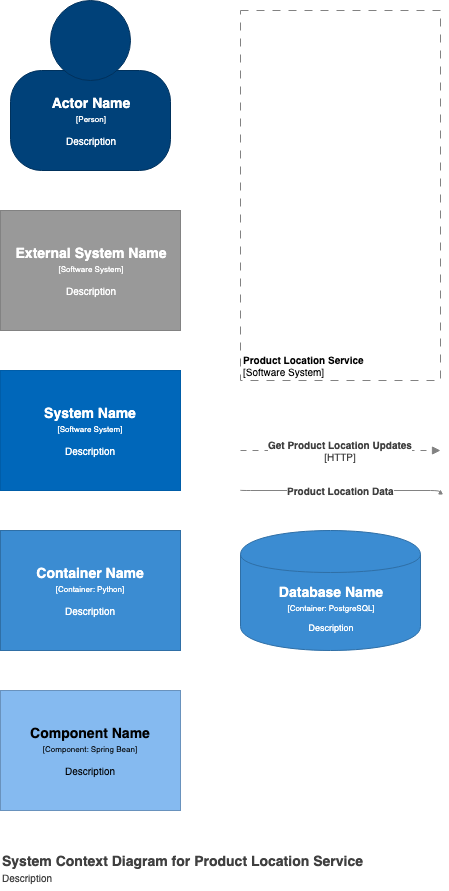 Actor Name
[Person]
Description
External System Name
[Software System]
Description
Product Location Service
[Software System]
System Name
[Software System]
Description
Get Product Location Updates
[HTTP]
Product Location Data
Container Name
[Container: Python]
Description
Database Name
[Container: PostgreSQL]
Description
Component Name
[Component: Spring Bean]
Description
System Context Diagram for Product Location Service
Description